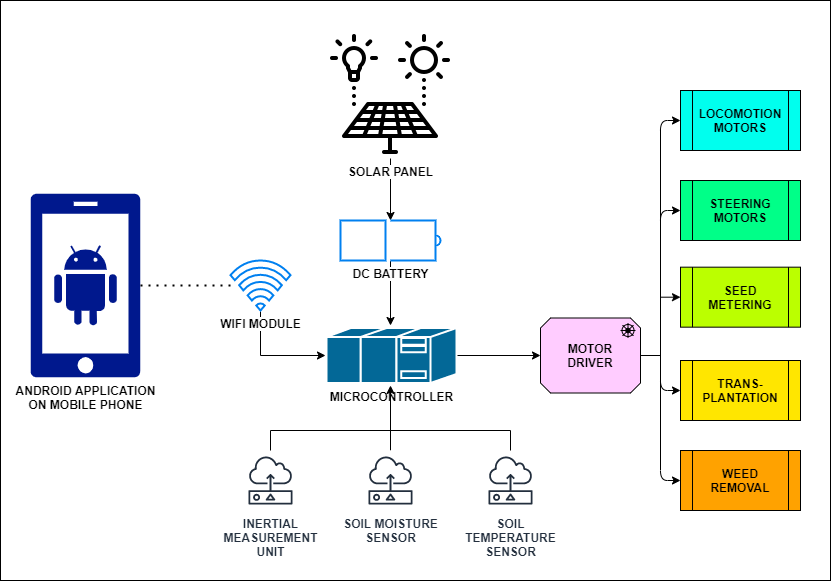 SOLAR PANEL
LOCOMOTION
MOTORS
STEERING
MOTORS
DC BATTERY
SEED
METERING
WIFI MODULE
MOTOR
DRIVER
ANDROID APPLICATION
ON MOBILE PHONE
MICROCONTROLLER
TRANS-
PLANTATION
WEED
REMOVAL
INERTIAL
MEASUREMENT
UNIT
SOIL MOISTURE
SENSOR
SOIL
TEMPERATURE
SENSOR